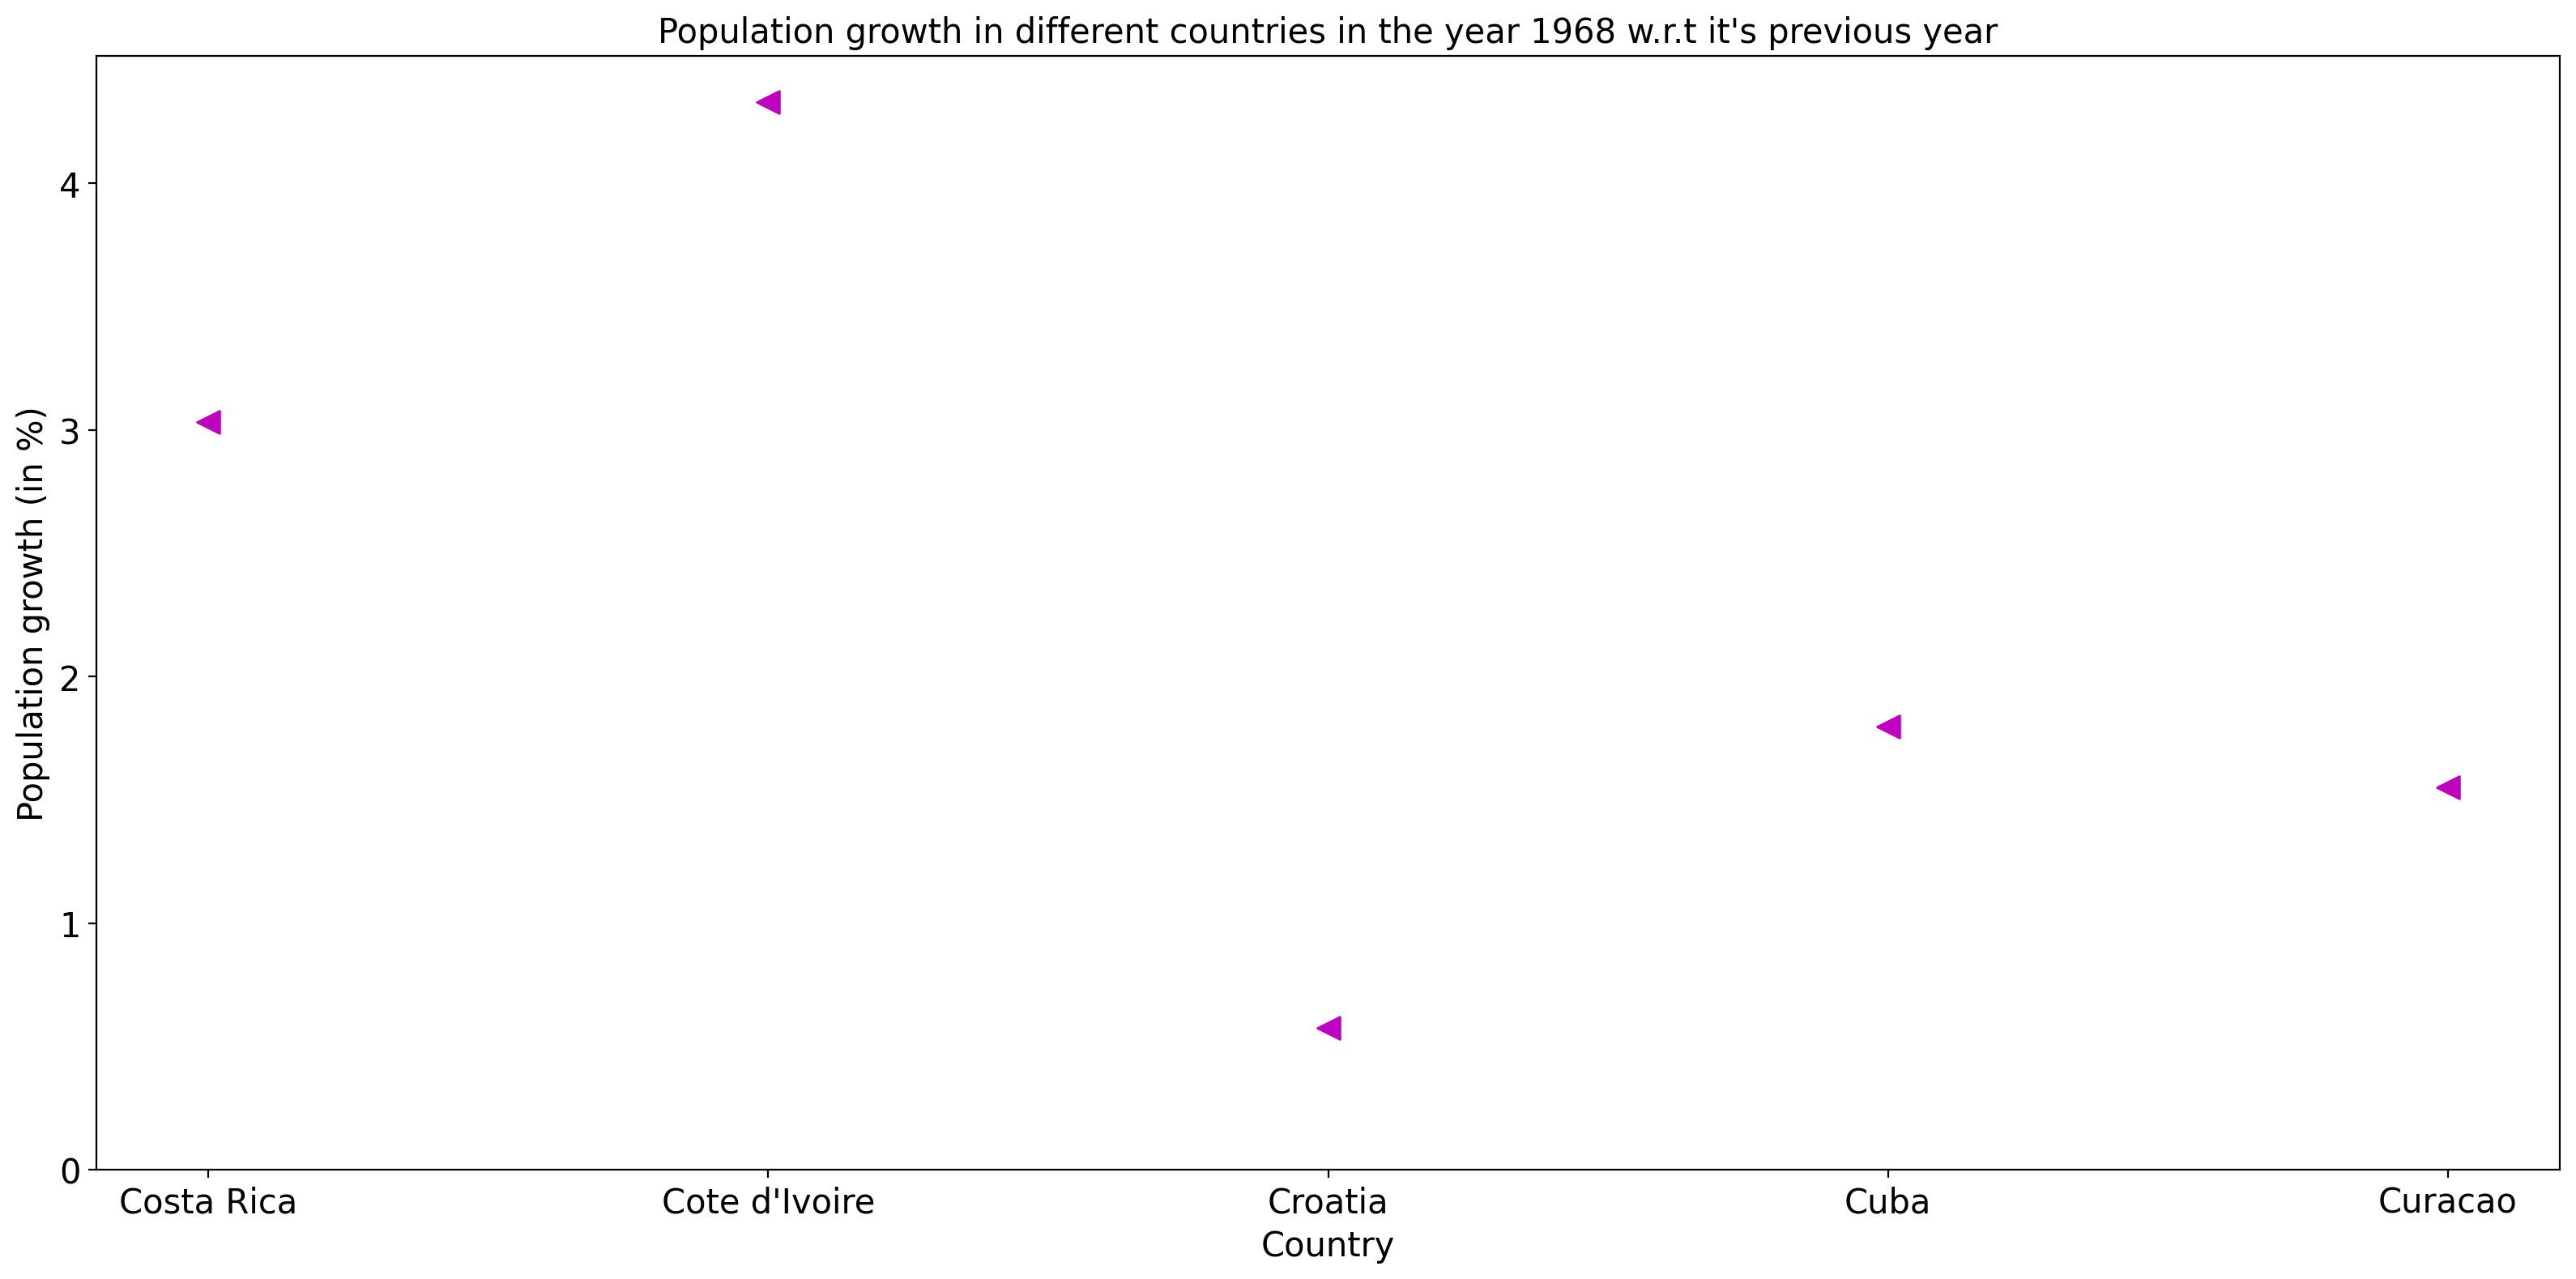 Population growth in different countries in the year 1968 w.r.t it's previous year
Population growth (in %)
4
3
2
1
0
Costa Rica Cote d'Ivoire Croatia Cuba Curacao
Country